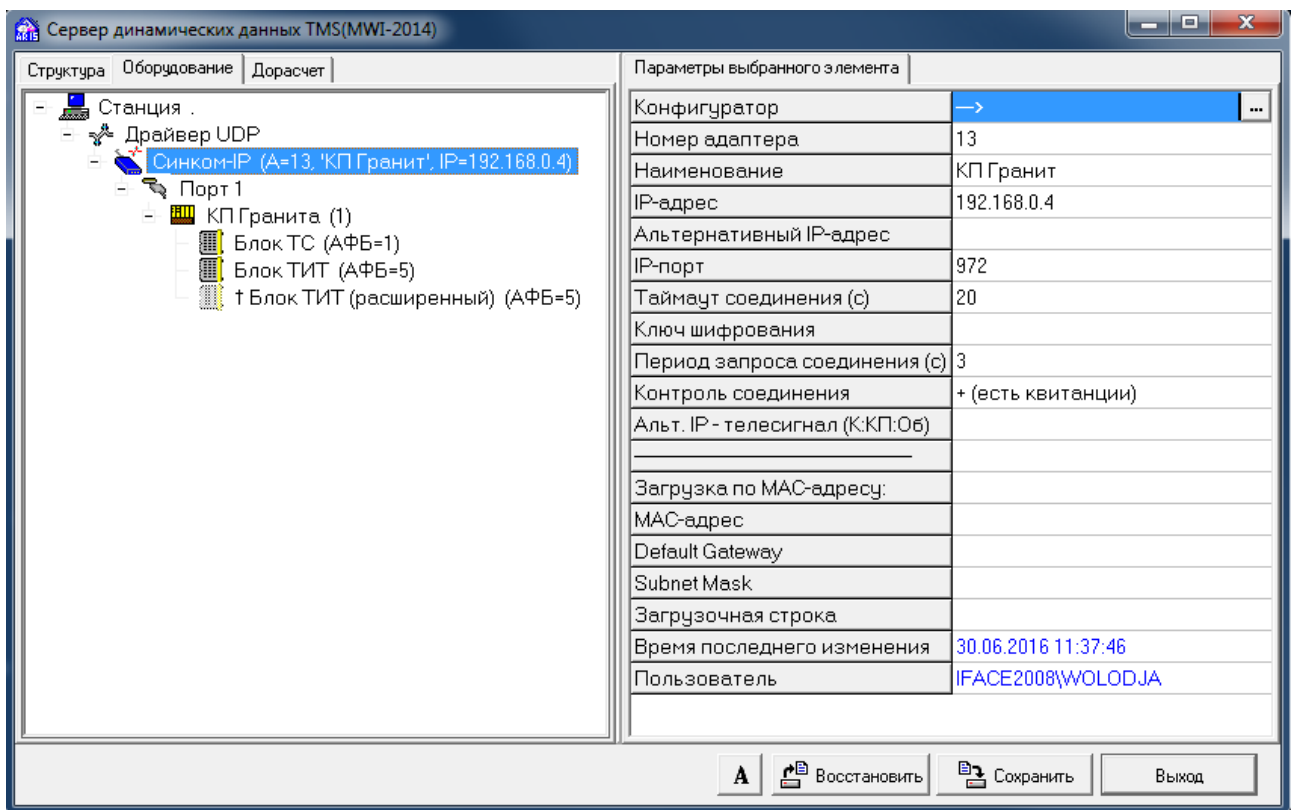 Сервер динамических данных TMS(MWI-2014)
Структура Оборудование Дорасчет
Станция .
Драйвер UDP
Синком-IP (А=13, 'КП Гранит', IP=192.168.0.4)
Порт 1
КП Гранита (1)
Блок ТС (АФБ=1)
Блок ТИТ (АФБ=5)
† Блок ТИТ (расширенный) (АФБ=5)
Параметры выбранного элемента
Конфигуратор —> ...
Номер адаптера 13
Наименование КП Гранит
IP-адрес 192.168.0.4
Альтернативный IP-адрес
IP-порт 972
Таймаут соединения (с) 20
Ключ шифрования
Период запроса соединения (с) 3
Контроль соединения + (есть квитанции)
Альт. IP - телесигнал (К:КП:Об)
Загрузка по MAC-адресу:
MAC-адрес
Default Gateway
Subnet Mask
Загрузочная строка
Время последнего изменения 30.06.2016 11:37:46
Пользователь IFACE2008\WOLODJA
A Восстановить Сохранить Выход